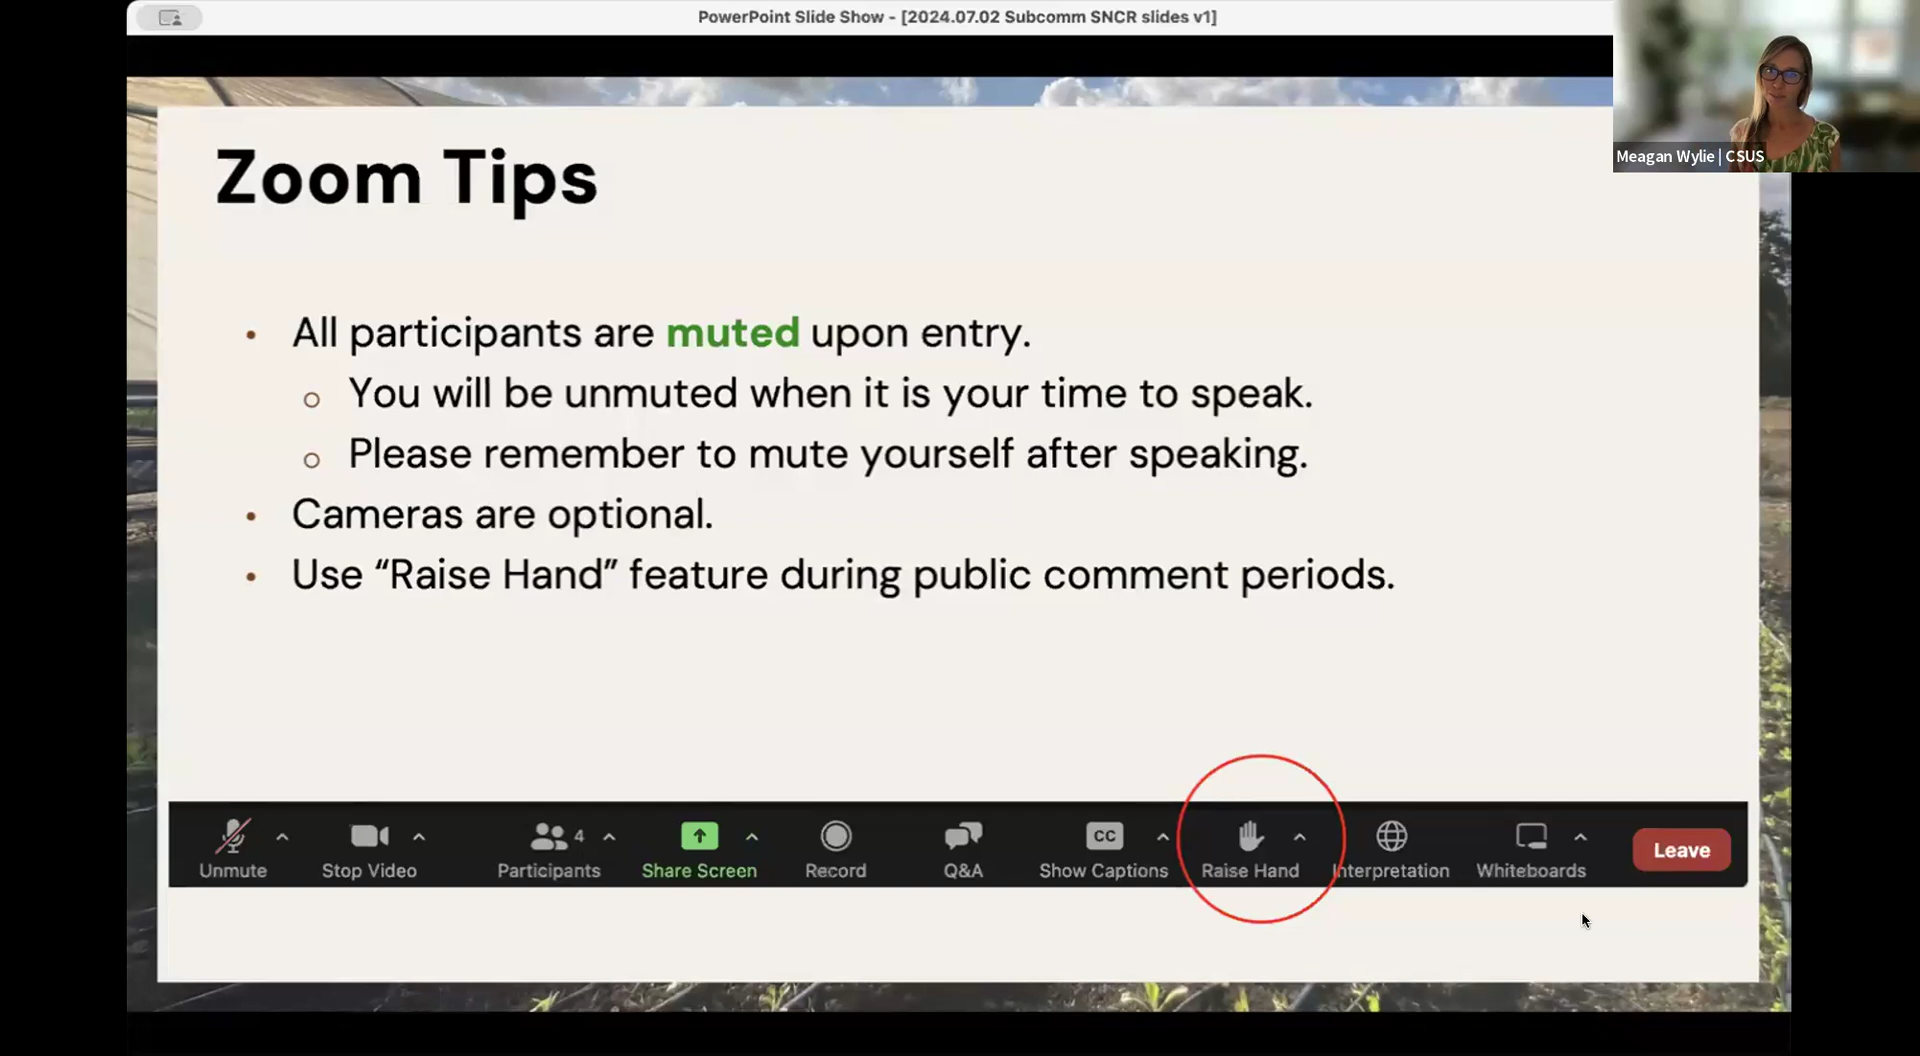 PowerPoint Slide Show - [2024.07.02 Subcomm SNCR slides v1]
Meagan Wylie | CSUS
Zoom Tips
• All participants are muted upon entry.
o You will be unmuted when it is your time to speak.
o Please remember to mute yourself after speaking.
• Cameras are optional.
• Use “Raise Hand” feature during public comment periods.
4 CC
Unmute Stop Video Participants Share Screen Record Q&A Show Captions Raise Hand Interpretation Whiteboards Leave